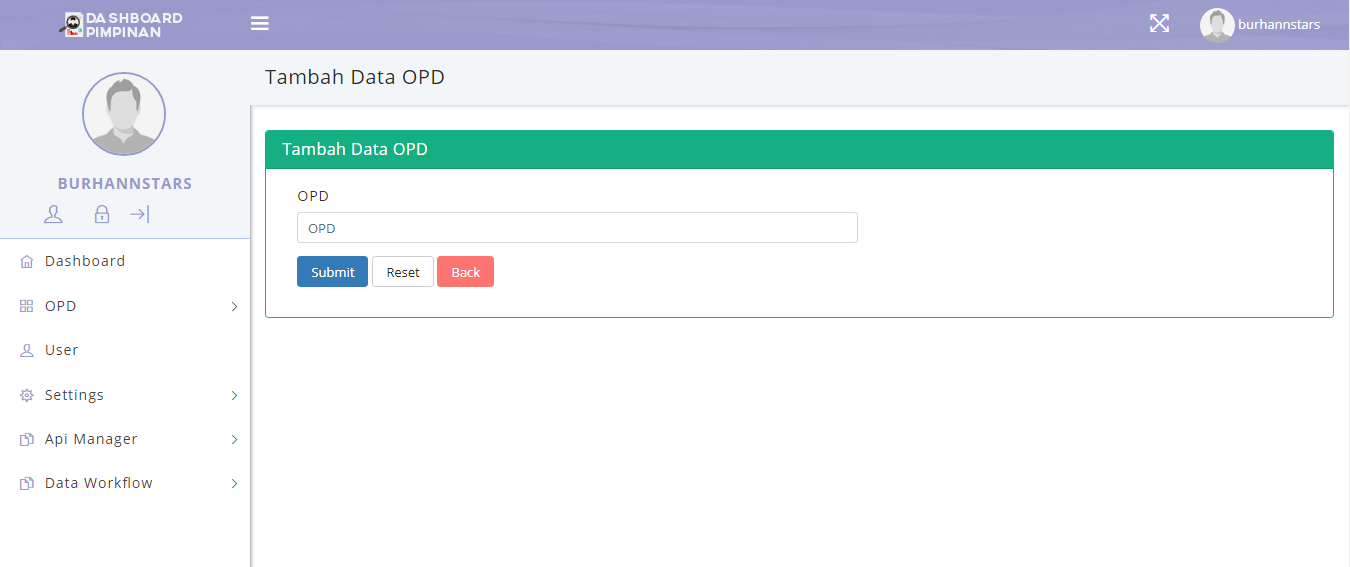 DASHBOARD
PIMPINAN
burhannstars
Tambah Data OPD
BURHANNSTARS
Dashboard
OPD
User
Settings
Api Manager
Data Workflow
Tambah Data OPD
OPD
OPD
Submit Reset Back